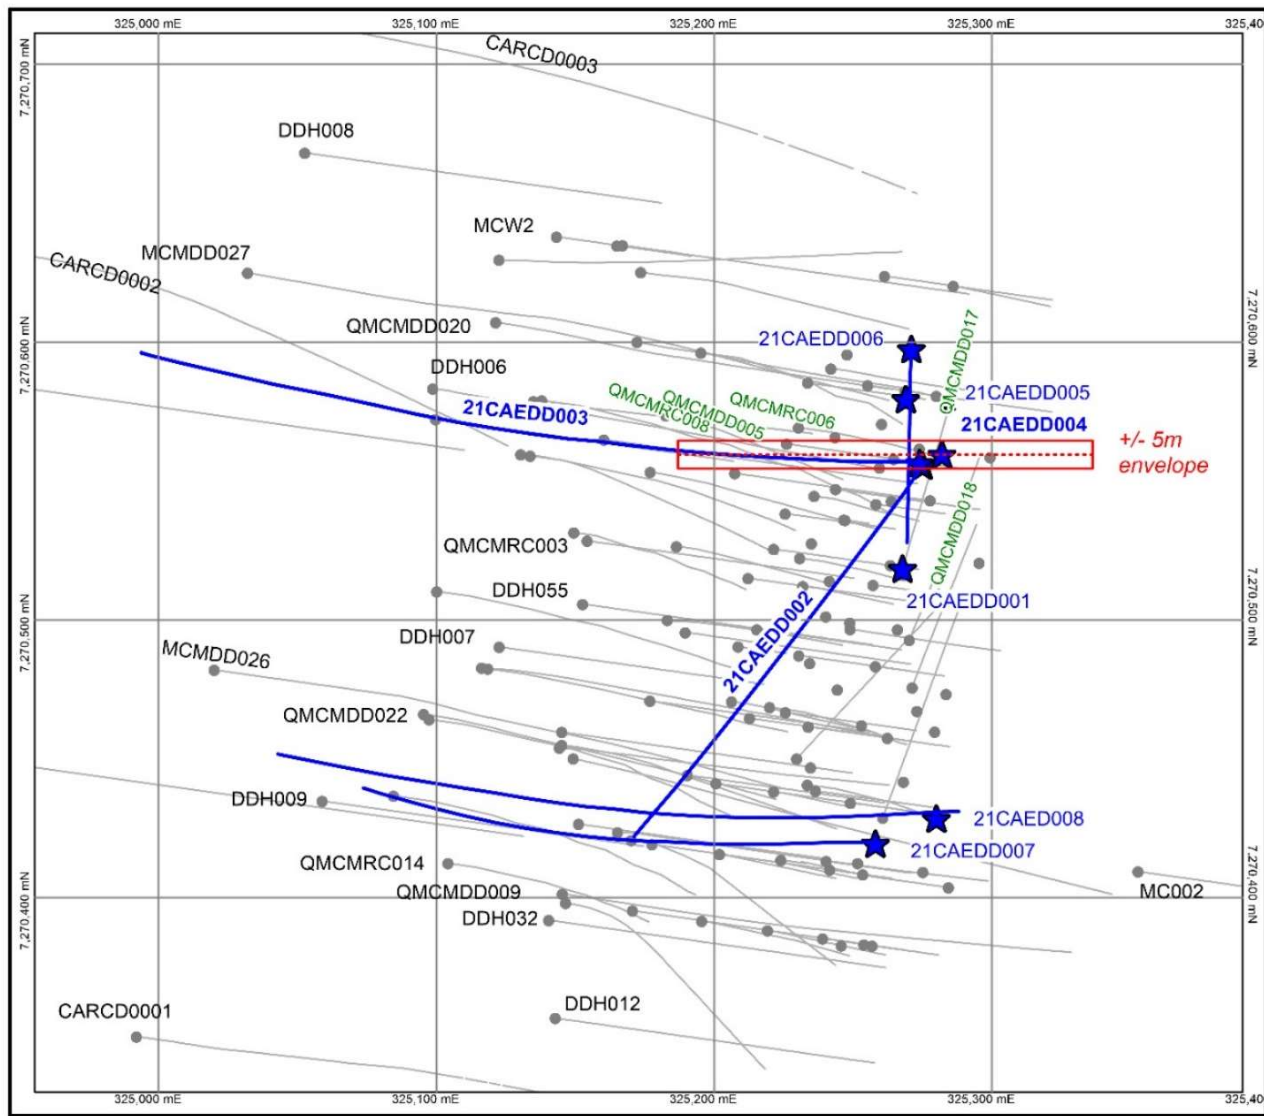 325,000 mE
325,100 mE
325,200 mE
325,300 mE
325,40
CARCD0003
7,270,700 mN
DDH008
MCW2
MCMDD027
CARCD0002
7,270,600 mN
7,270,600 mN
QMCMDD020
21CAEDD006
QMCMDD017
DDH006
21CAEDD005
QMCMRC008
QMCMDD005
QMCMRC006
21CAEDD003
21CAEDD004
+/- 5m
envelope
QMCMDD018
QMCMRC003
7,270,500 mN
7,270,500 mN
DDH055
21CAEDD001
21CAEDD002
DDH007
MCMDD026
QMCMDD022
DDH009
21CAED008
21CAEDD007
QMCMRC014
QMCMDD009
MC002
7,270,400 mN
7,270,400 mN
DDH032
DDH012
CARCD0001
325,000 mE
325,100 mE
325,200 mE
325,300 mE
325,40